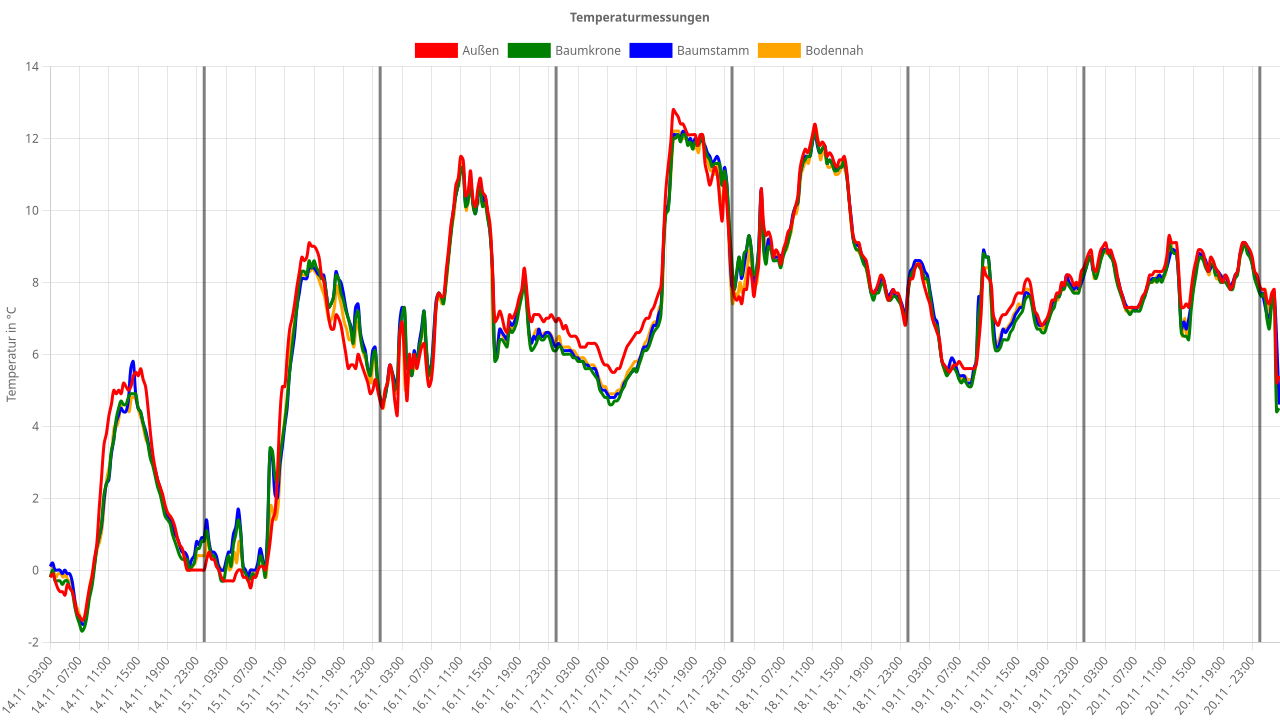 Temperaturmessungen
Außen Baumkrone Baumstamm Bodennah
Temperatur in °C
14
12
10
8
6
4
2
0
-2
14.11 - 03:00
14.11 - 07:00
14.11 - 11:00
14.11 - 15:00
14.11 - 19:00
14.11 - 23:00
15.11 - 03:00
15.11 - 07:00
15.11 - 11:00
15.11 - 15:00
15.11 - 19:00
15.11 - 23:00
16.11 - 03:00
16.11 - 07:00
16.11 - 11:00
16.11 - 15:00
16.11 - 19:00
16.11 - 23:00
17.11 - 03:00
17.11 - 07:00
17.11 - 11:00
17.11 - 15:00
17.11 - 19:00
17.11 - 23:00
18.11 - 03:00
18.11 - 07:00
18.11 - 11:00
18.11 - 15:00
18.11 - 19:00
18.11 - 23:00
19.11 - 03:00
19.11 - 07:00
19.11 - 11:00
19.11 - 15:00
19.11 - 19:00
19.11 - 23:00
20.11 - 03:00
20.11 - 07:00
20.11 - 11:00
20.11 - 15:00
20.11 - 19:00
20.11 - 23:00